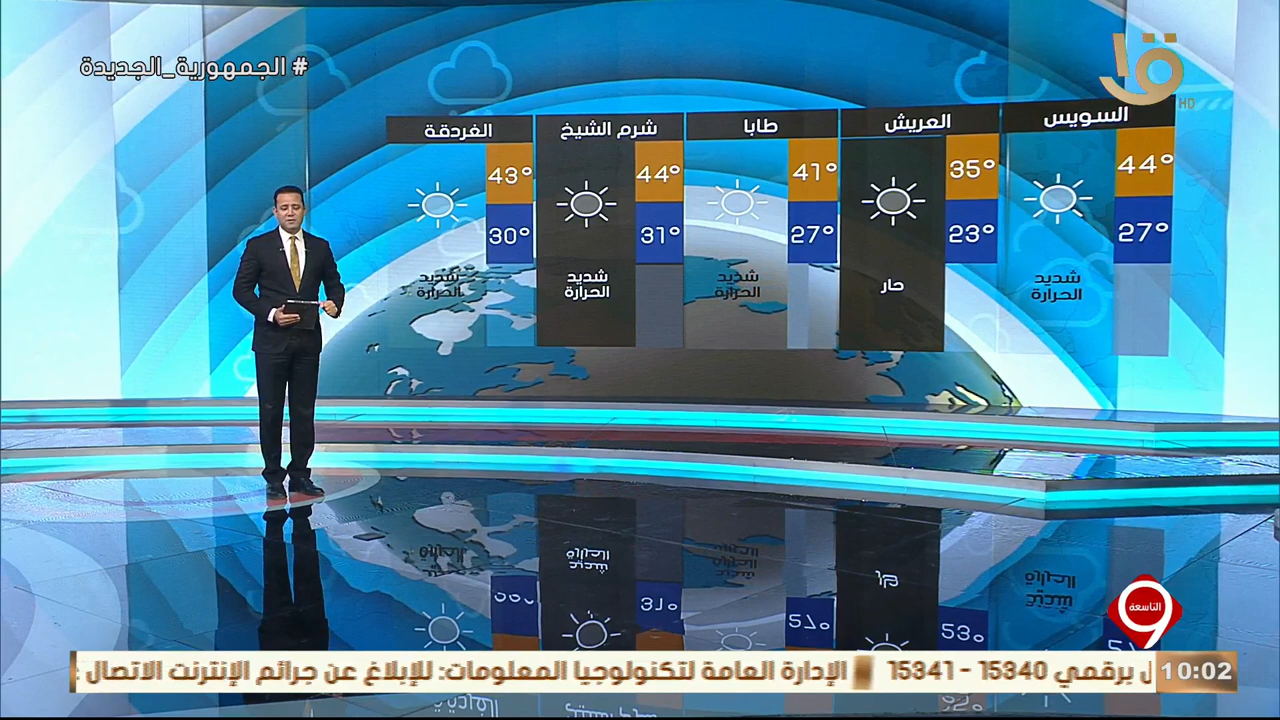 # الجمهورية_الجديدة
HD
السويس
44°
27°
شديد
الحرارة
العريش
35°
23°
حار
طابا
41°
27°
شديد
الحرارة
شرم الشيخ
44°
31°
شديد
الحرارة
الغردقة
43°
30°
شديد
الحرارة
9
التاسعة
ل برقمي 15340 - 15341
الإدارة العامة لتكنولوجيا المعلومات: للإبلاغ عن جرائم الإنترنت الاتصال
10:02